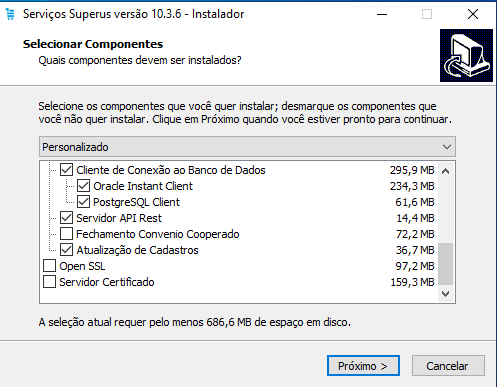 Serviços Superus versão 10.3.6 - Instalador
Selecionar Componentes
Quais componentes devem ser instalados?
Selecione os componentes que você quer instalar; desmarque os componentes que
você não quer instalar. Clique em Próximo quando você estiver pronto para continuar.
Personalizado
Cliente de Conexão ao Banco de Dados 295,9 MB
Oracle Instant Client 234,3 MB
PostgreSQL Client 61,6 MB
Servidor API Rest 14,4 MB
Fechamento Convenio Cooperado 72,2 MB
Atualização de Cadastros 36,7 MB
Open SSL 97,2 MB
Servidor Certificado 159,3 MB
A seleção atual requer pelo menos 686,6 MB de espaço em disco.
Próximo > Cancelar